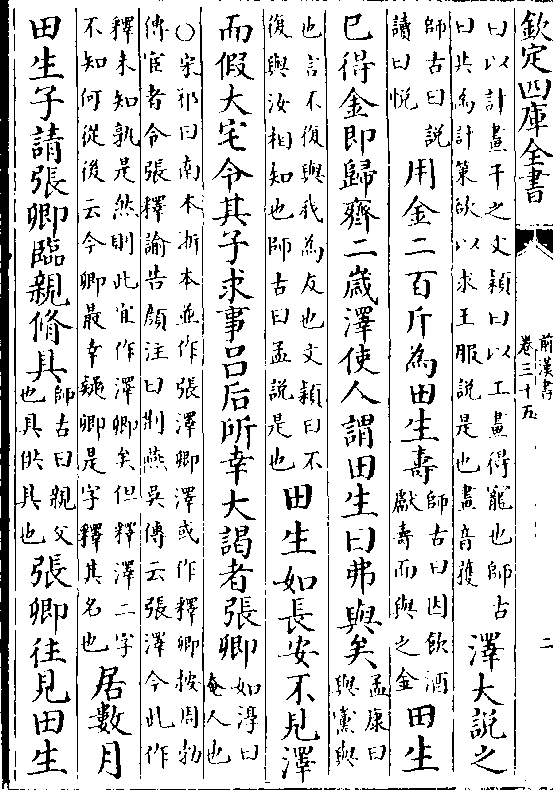 欽定四庫全書
前漢書
卷三十五
二
曰以計畫干之文穎曰以工畫得寵也師古
曰共為計策欲以求王服說是也畫音獲
澤大說之
師古曰說
讀曰悅
用金二百斤為田生壽
師古曰因飲酒
獻壽而與之金
田生
已得金即歸齊二歲澤使人謂田生曰弗與矣
孟康曰
與黨與
也言不復與我為友也文穎曰不
復與汝相知也師古曰孟說是也
田生如長安不見澤
而假大宅令其子求事呂后所幸大謁者張卿
如淳曰
奄人也
○宋祁曰南本浙本並作張澤卿澤或作釋卿按周勃
傳宦者令張釋諭告顔注曰荆燕吳傳云張澤今此作
釋未知孰是然則此宜作澤卿矣但釋澤二字
不知何從後云今卿最幸疑卿是字釋其名也
居數月
田生子請張卿臨親脩具
師古曰親父
也具供具也
張卿往見田生